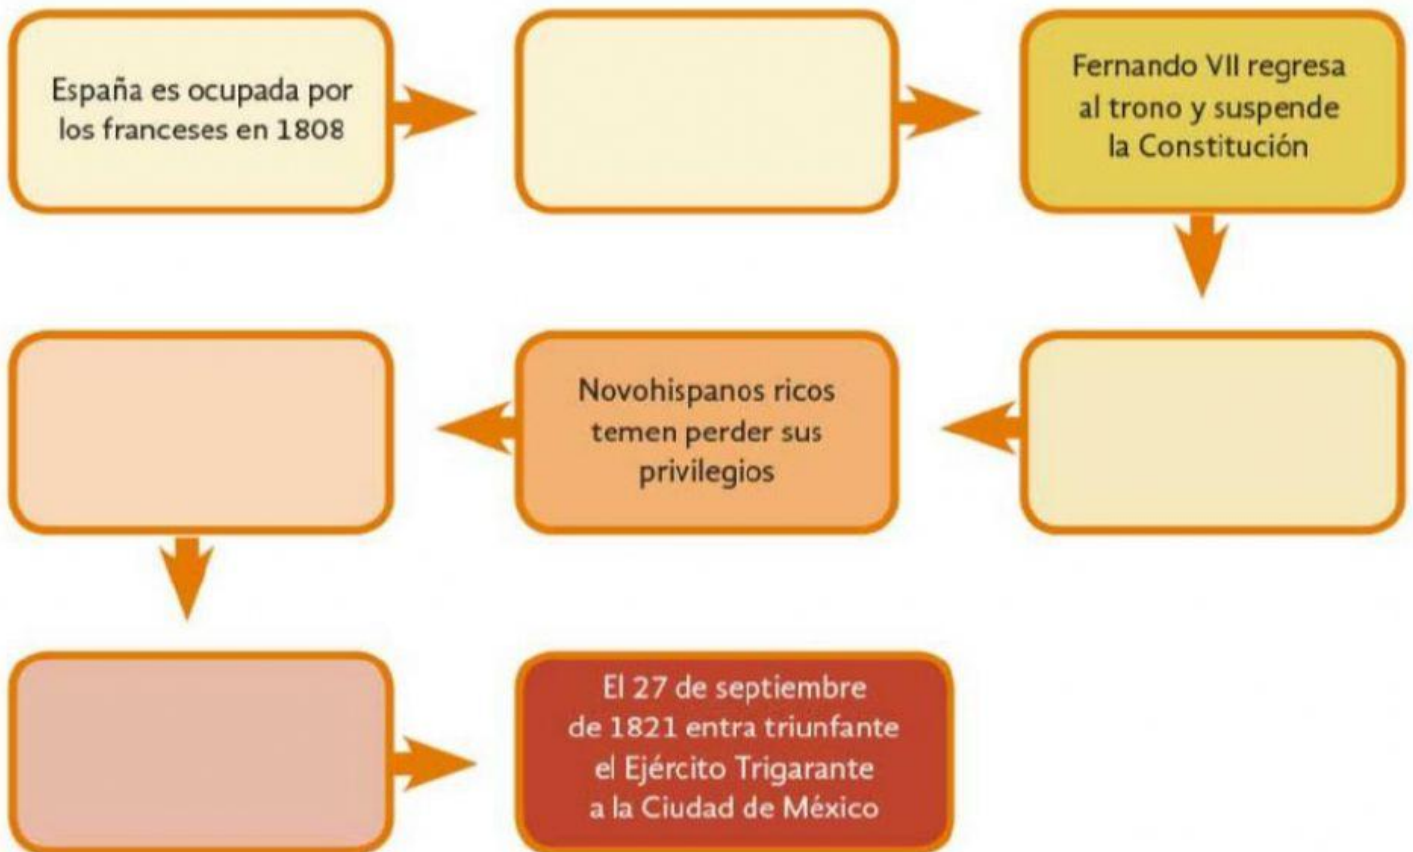 España es ocupada por
los franceses en 1808
Fernando VII regresa
al trono y suspende
la Constitución
Novohispanos ricos
temen perder sus
privilegios
El 27 de septiembre
de 1821 entra triunfante
el Ejército Trigarante
a la Ciudad de México